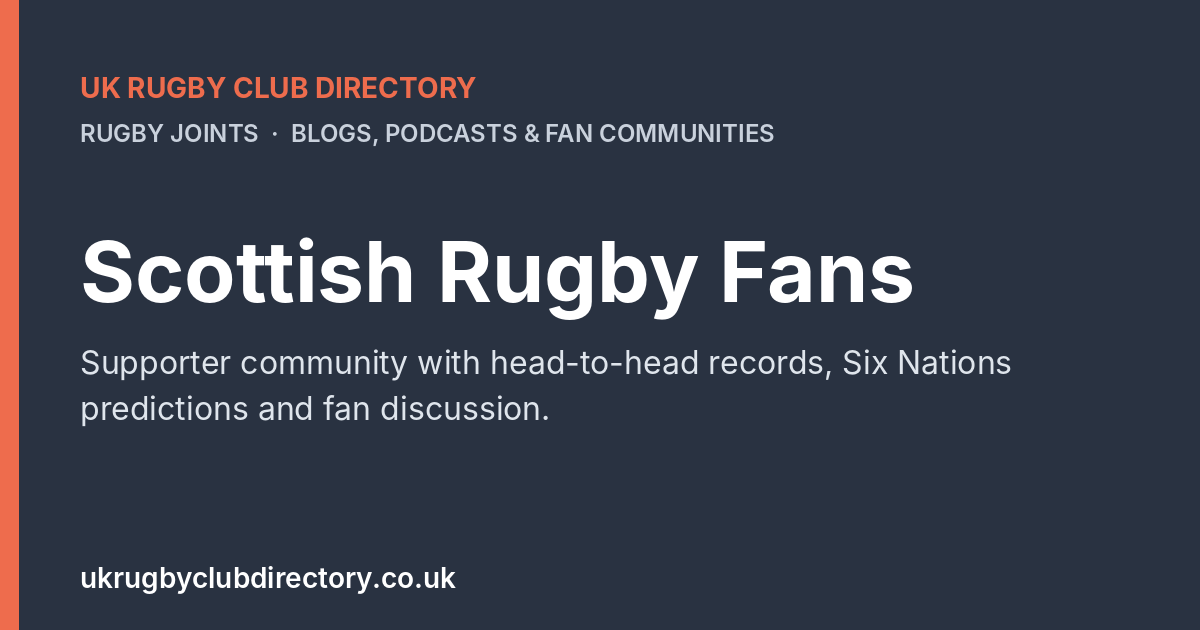 UK RUGBY CLUB DIRECTORY
RUGBY JOINTS · BLOGS, PODCASTS & FAN COMMUNITIES
Scottish Rugby Fans
Supporter community with head-to-head records, Six Nations
predictions and fan discussion.
ukrugbyclubdirectory.co.uk